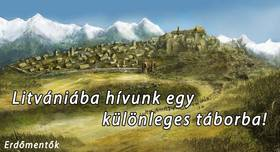 Litvániába hívunk egy
különleges táborba!
Erdőmentők